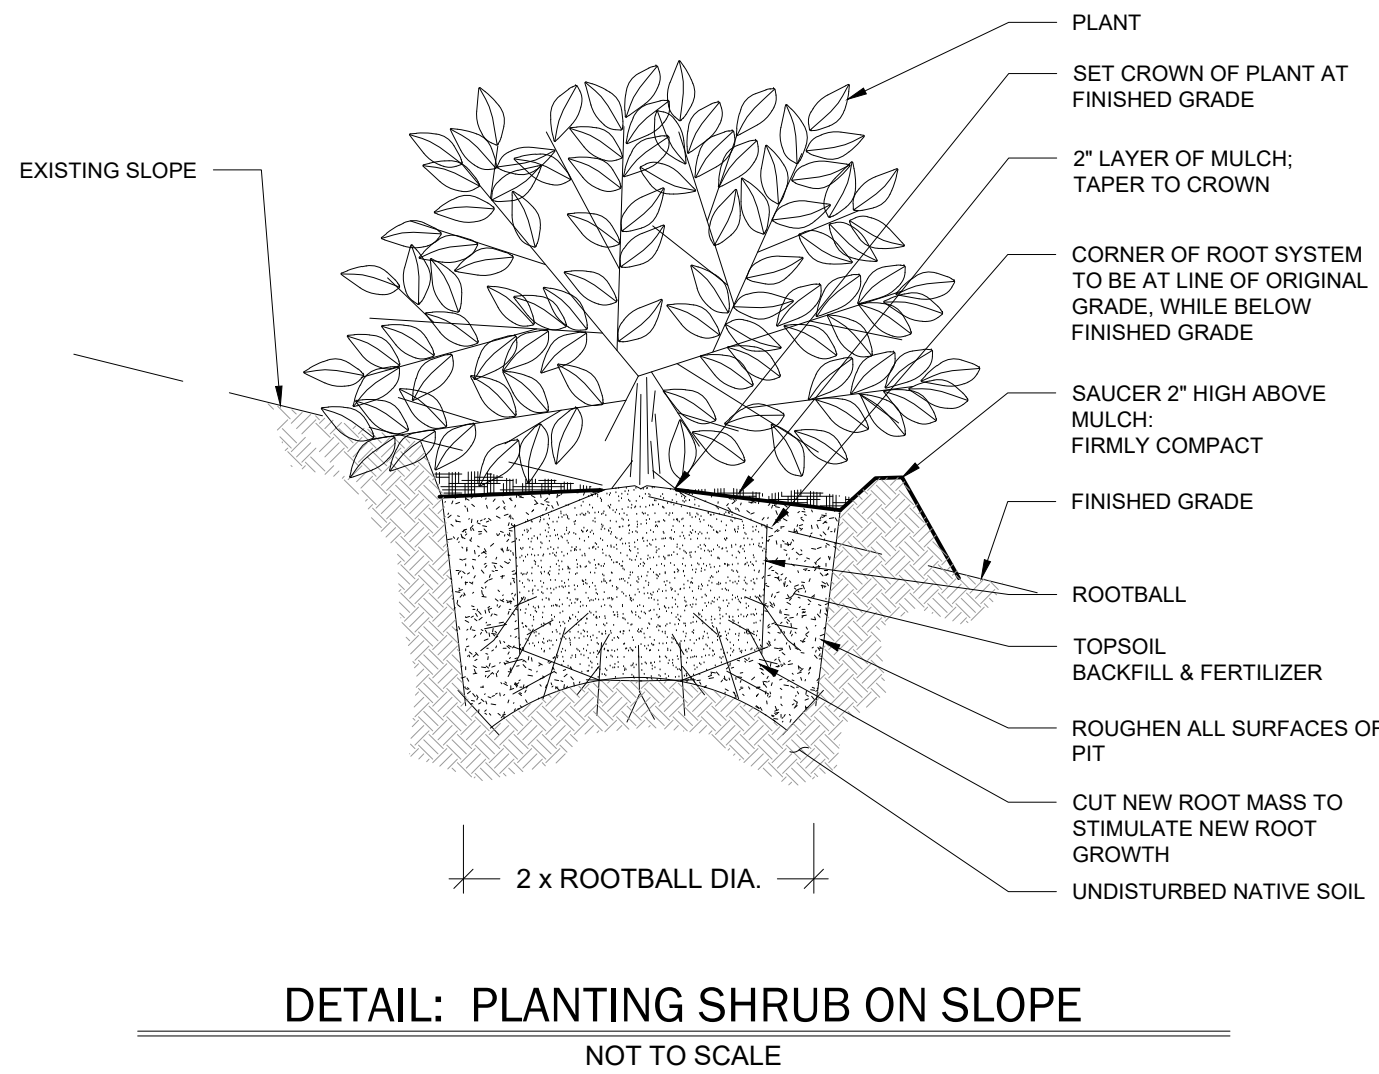 PLANT
SET CROWN OF PLANT AT
FINISHED GRADE
EXISTING SLOPE
2" LAYER OF MULCH;
TAPER TO CROWN
CORNER OF ROOT SYSTEM
TO BE AT LINE OF ORIGINAL
GRADE, WHILE BELOW
FINISHED GRADE
SAUCER 2" HIGH ABOVE
MULCH:
FIRMLY COMPACT
FINISHED GRADE
ROOTBALL
TOPSOIL
BACKFILL & FERTILIZER
ROUGHEN ALL SURFACES OF
PIT
CUT NEW ROOT MASS TO
STIMULATE NEW ROOT
GROWTH
UNDISTURBED NATIVE SOIL
2 x ROOTBALL DIA.
DETAIL: PLANTING SHRUB ON SLOPE
NOT TO SCALE